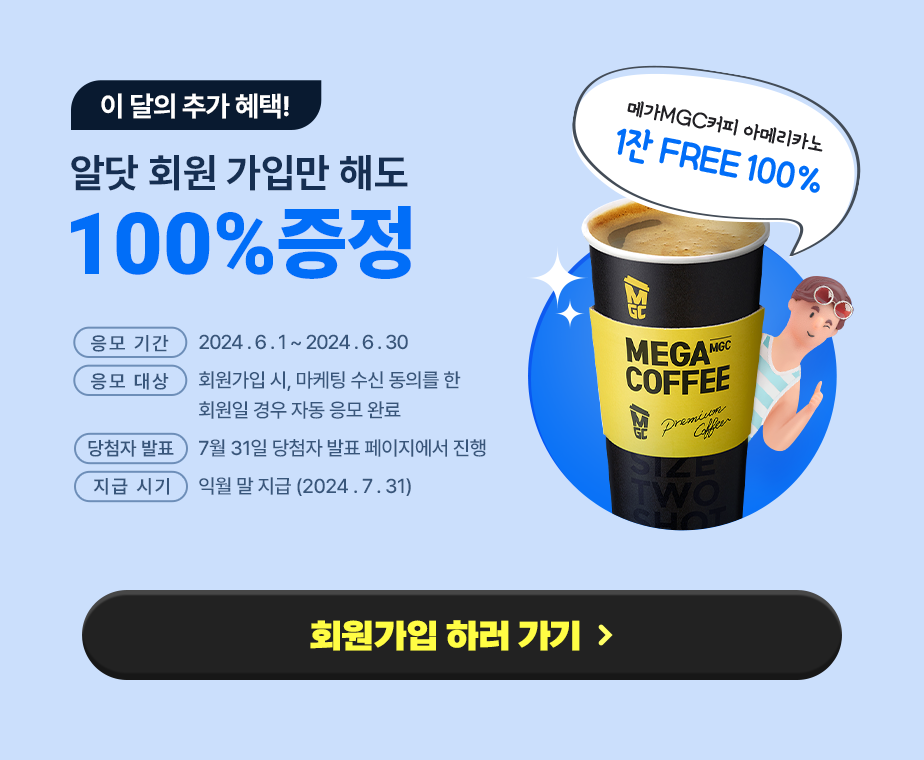 이 달의 추가 혜택!
알닷 회원 가입만 해도
100%증정
응모 기간 2024 . 6 . 1 ~ 2024 . 6 . 30
응모 대상 회원가입 시, 마케팅 수신 동의를 한
회원일 경우 자동 응모 완료
당첨자 발표 7월 31일 당첨자 발표 페이지에서 진행
지급 시기 익월 말 지급 (2024 . 7 . 31)
메가MGC커피 아메리카노
1잔 FREE 100%
M
GC
MEGA MGC
COFFEE
M
GC
Premium
Coffee
SIZE
TWO
SHOT
회원가입 하러 가기 >